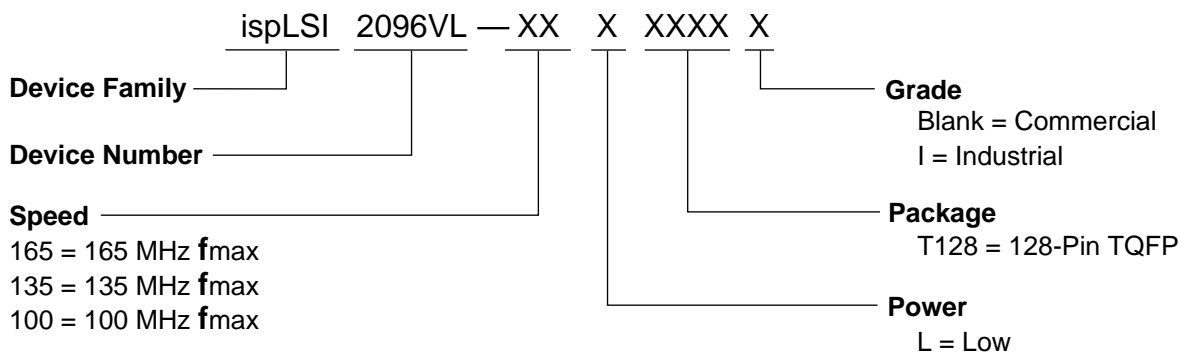 ispLSI 2096VL — XX X XXXX X
Device Family
Device Number
Speed
165 = 165 MHz fmax
135 = 135 MHz fmax
100 = 100 MHz fmax
Grade
Blank = Commercial
I = Industrial
Package
T128 = 128-Pin TQFP
Power
L = Low